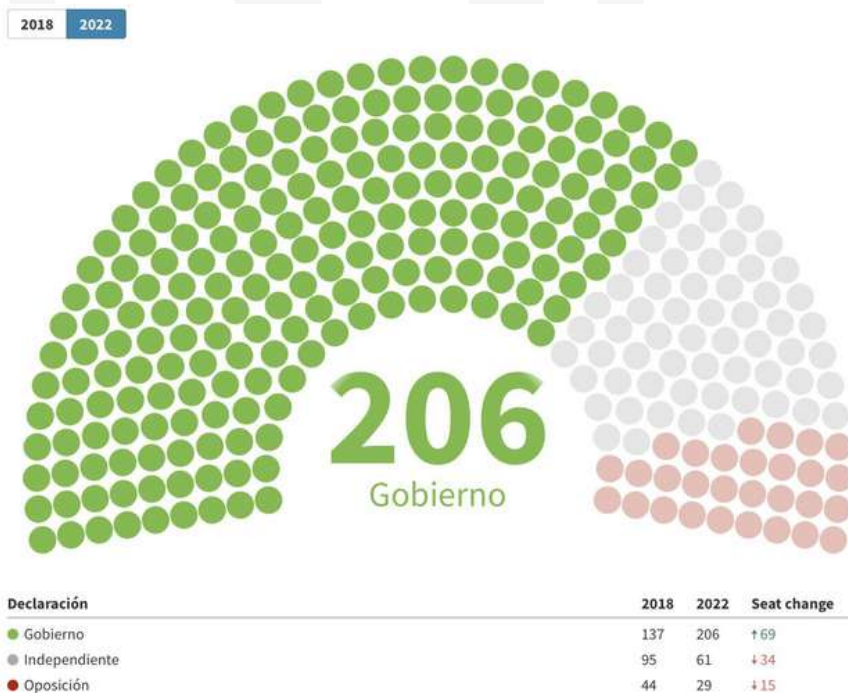 2018 2022
206
Gobierno
Declaración 2018 2022 Seat change
Gobierno 137 206 ↑69
Independiente 95 61 ↓34
Oposición 44 29 ↓15